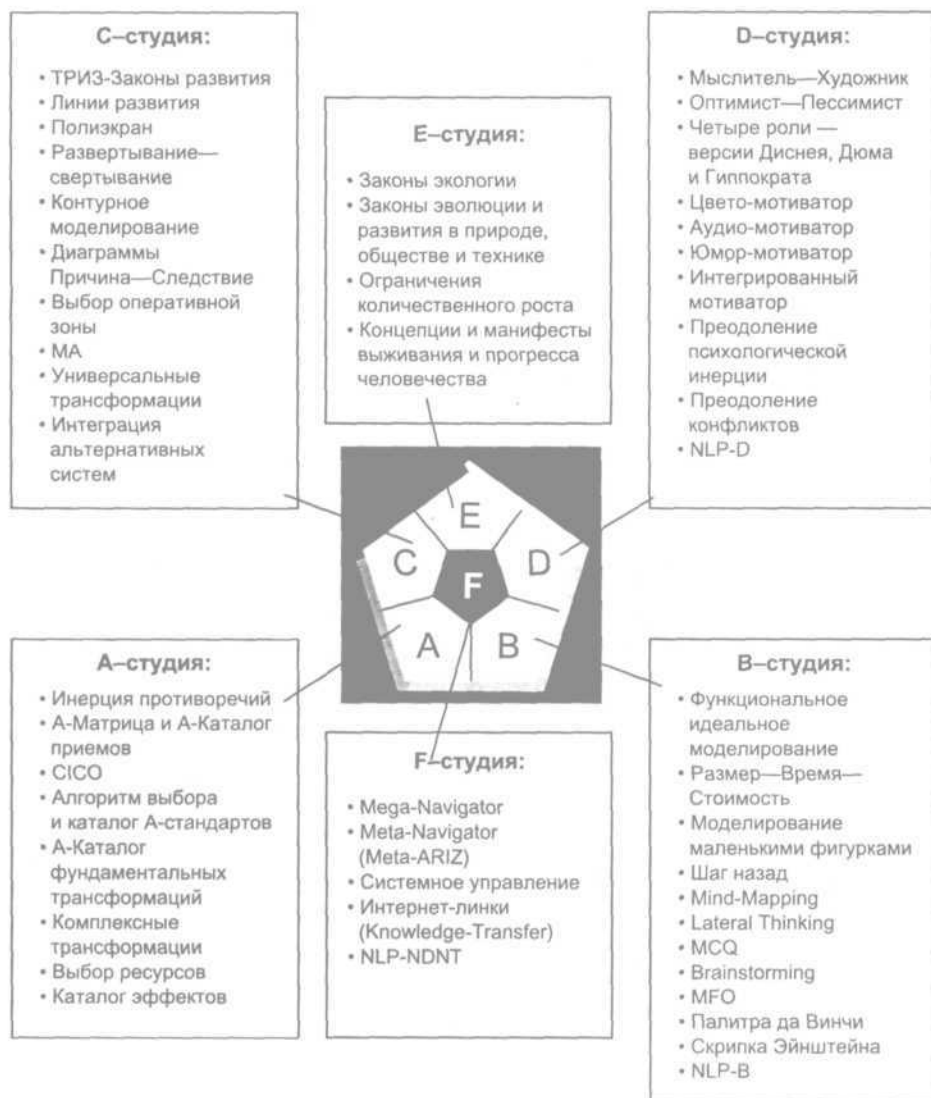 С–студия:
• ТРИЗ-Законы развития
• Линии развития
• Полиэкран
• Развертывание—
свертывание
• Контурное
моделирование
• Диаграммы
Причина—Следствие
• Выбор оперативной
зоны
• МА
• Универсальные
трансформации
• Интеграция
альтернативных
систем
Е–студия:
• Законы экологии
• Законы эволюции и
развития в природе,
обществе и технике
• Ограничения
количественного роста
• Концепции и манифесты
выживания и прогресса
человечества
D–студия:
• Мыслитель—Художник
• Оптимист—Пессимист
• Четыре роли —
версии Диснея, Дюма
и Гиппократа
• Цвето-мотиватор
• Аудио-мотиватор
• Юмор-мотиватор
• Интегрированный
мотиватор
• Преодоление
психологической
инерции
• Преодоление
конфликтов
• NLP-D
E
C
D
F
A
B
А–студия:
• Инерция противоречий
• А-Матрица и А-Каталог
приемов
• CICO
• Алгоритм выбора
и каталог А-стандартов
• А-Каталог
фундаментальных
трансформаций
• Комплексные
трансформации
• Выбор ресурсов
• Каталог эффектов
F–студия:
• Mega-Navigator
• Meta-Navigator
(Meta-ARIZ)
• Системное управление
• Интернет-линки
(Knowledge-Transfer)
• NLP-NDNT
В–студия:
• Функциональное
идеальное
моделирование
• Размер—Время—
Стоимость
• Моделирование
маленькими фигурками
• Шаг назад
• Mind-Mapping
• Lateral Thinking
• MCQ
• Brainstorming
• MFO
• Палитра да Винчи
• Скрипка Эйнштейна
• NLP-B